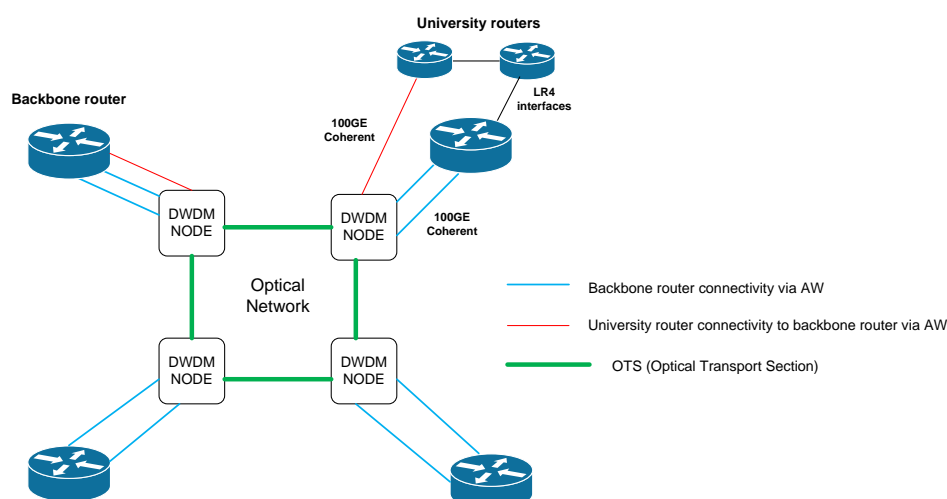 University routers
LR4
interfaces
Backbone router
100GE
Coherent
DWDM
NODE
DWDM
NODE
100GE
Coherent
Optical
Network
Backbone router connectivity via AW
University router connectivity to backbone router via AW
OTS (Optical Transport Section)
DWDM
NODE
DWDM
NODE